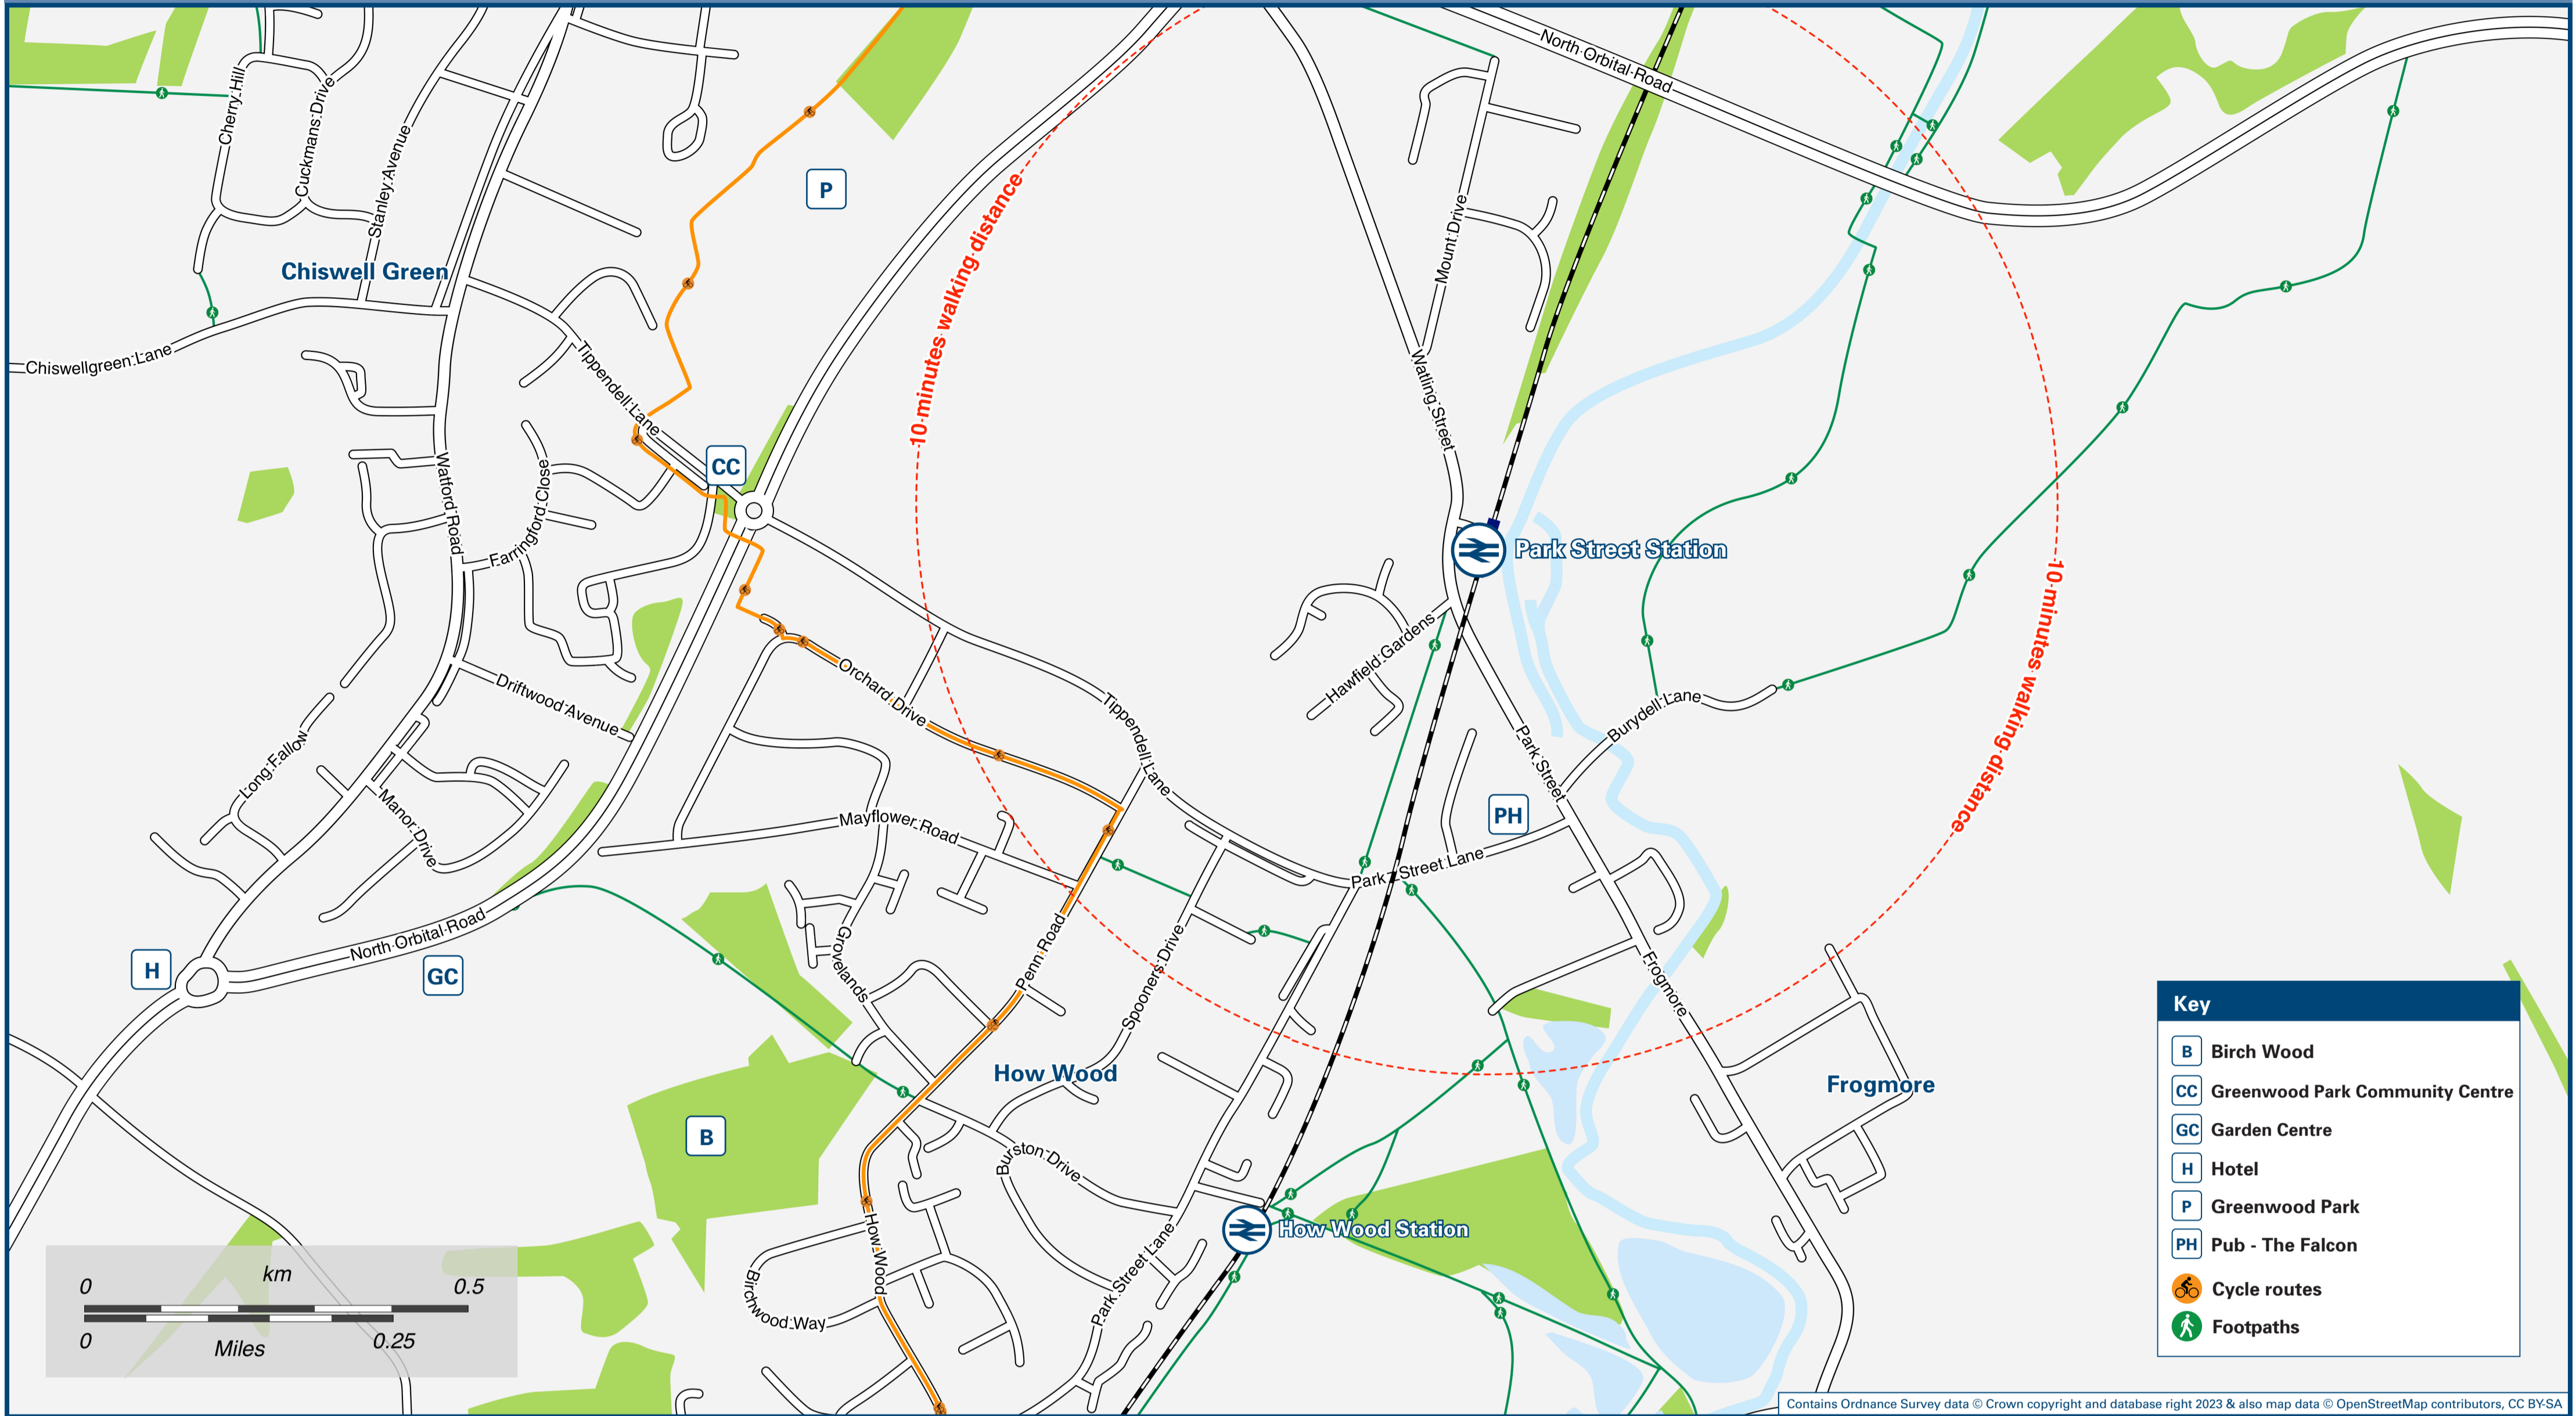 North Orbital Road
Cherry Hill
Cuckmans Drive
Stanley Avenue
10 minutes walking distance
P
Mount Drive
Chiswell Green
Chiswellgreen Lane
Tippendell Lane
Watling Street
CC
Watford Road
Farringford Close
Park Street Station
10 minutes walking distance
Hawfield Gardens
Orchard Drive
Driftwood Avenue
Tippendell Lane
Burydell Lane
Park Street
Long Fallow
Manor Drive
Mayflower Road
PH
Park Street Lane
North Orbital Road
H
GC
Grovelands
Penn Road
Spooners Drive
Frogmore
How Wood
Frogmore
B
Burston Drive
How Wood Station
How Wood
Birchwood Way
Park Street Lane
km
0 0.5
0 0.25
Miles
Key
B Birch Wood
CC Greenwood Park Community Centre
GC Garden Centre
H Hotel
P Greenwood Park
PH Pub - The Falcon
Cycle routes
Footpaths
Contains Ordnance Survey data © Crown copyright and database right 2023 & also map data © OpenStreetMap contributors, CC BY-SA